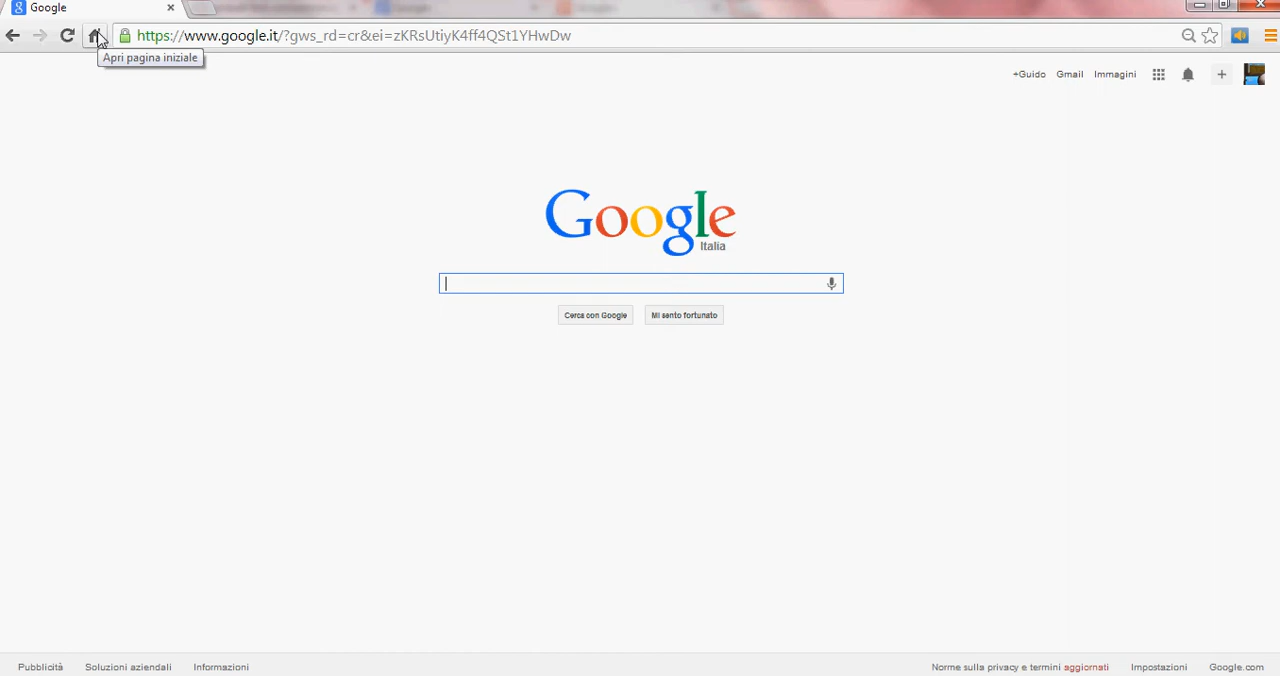 Google
https://www.google.it/?gws_rd=cr&ei=zKRsUtiyK4ff4QSt1YHwDw
Apri pagina iniziale
+Guido Gmail Immagini
Google
Italia
Cerca con Google Mi sento fortunato
Pubblicità Soluzioni aziendali Informazioni Norme sulla privacy e termini aggiornati Impostazioni Google.com